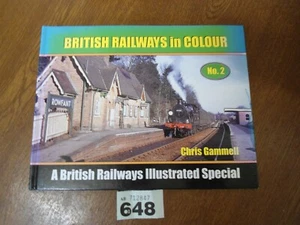 BRITISH RAILWAYS in COLOUR
No. 2
ROWFANT
Chris Gammell
A British Railways Illustrated Special
648